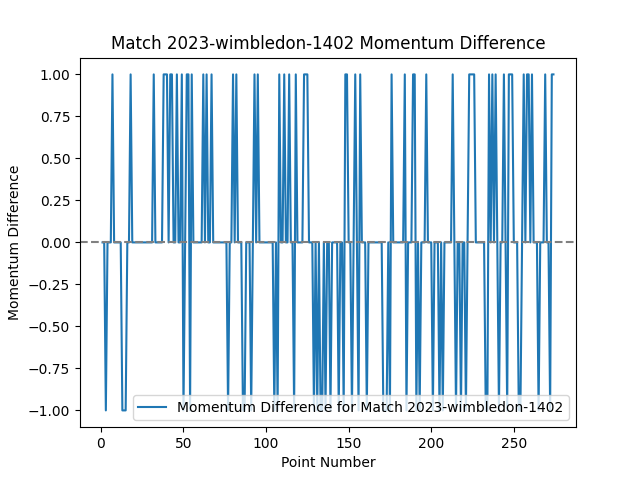 Match 2023-wimbledon-1402 Momentum Difference
1.00
0.75
0.50
0.25
0.00
−0.25
−0.50
−0.75
−1.00
Momentum Difference
Momentum Difference for Match 2023-wimbledon-1402
0 50 100 150 200 250
Point Number